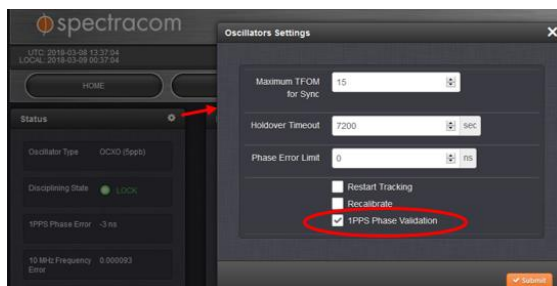 spectracom
UTC: 2018-03-08 13:37:04
LOCAL: 2018-03-09 00:37:04
HOME
Status
Oscillator Type OCXO (5ppb)
Disciplining State LOCK
1PPS Phase Error -3 ns
10 MHz Frequency Error 0.000093
Oscillators Settings X
Maximum TFOM for Sync 15
Holdover Timeout 7200 sec
Phase Error Limit 0 ns
Restart Tracking
Recalibrate
1PPS Phase Validation
Submit